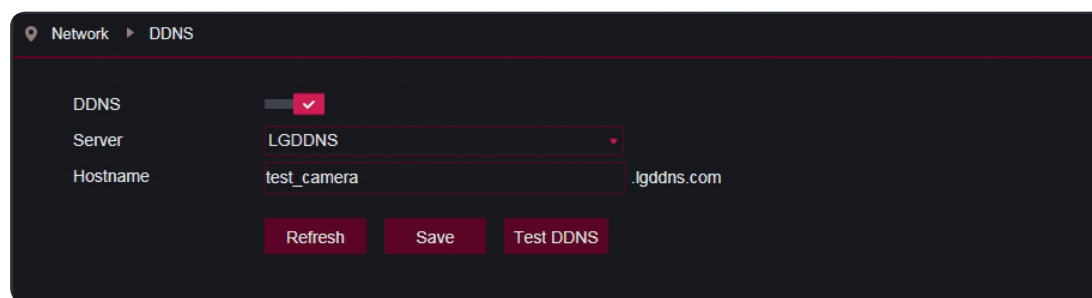 Network DDNS
DDNS
Server LGDDNS
Hostname test_camera .lgddns.com
Refresh Save Test DDNS